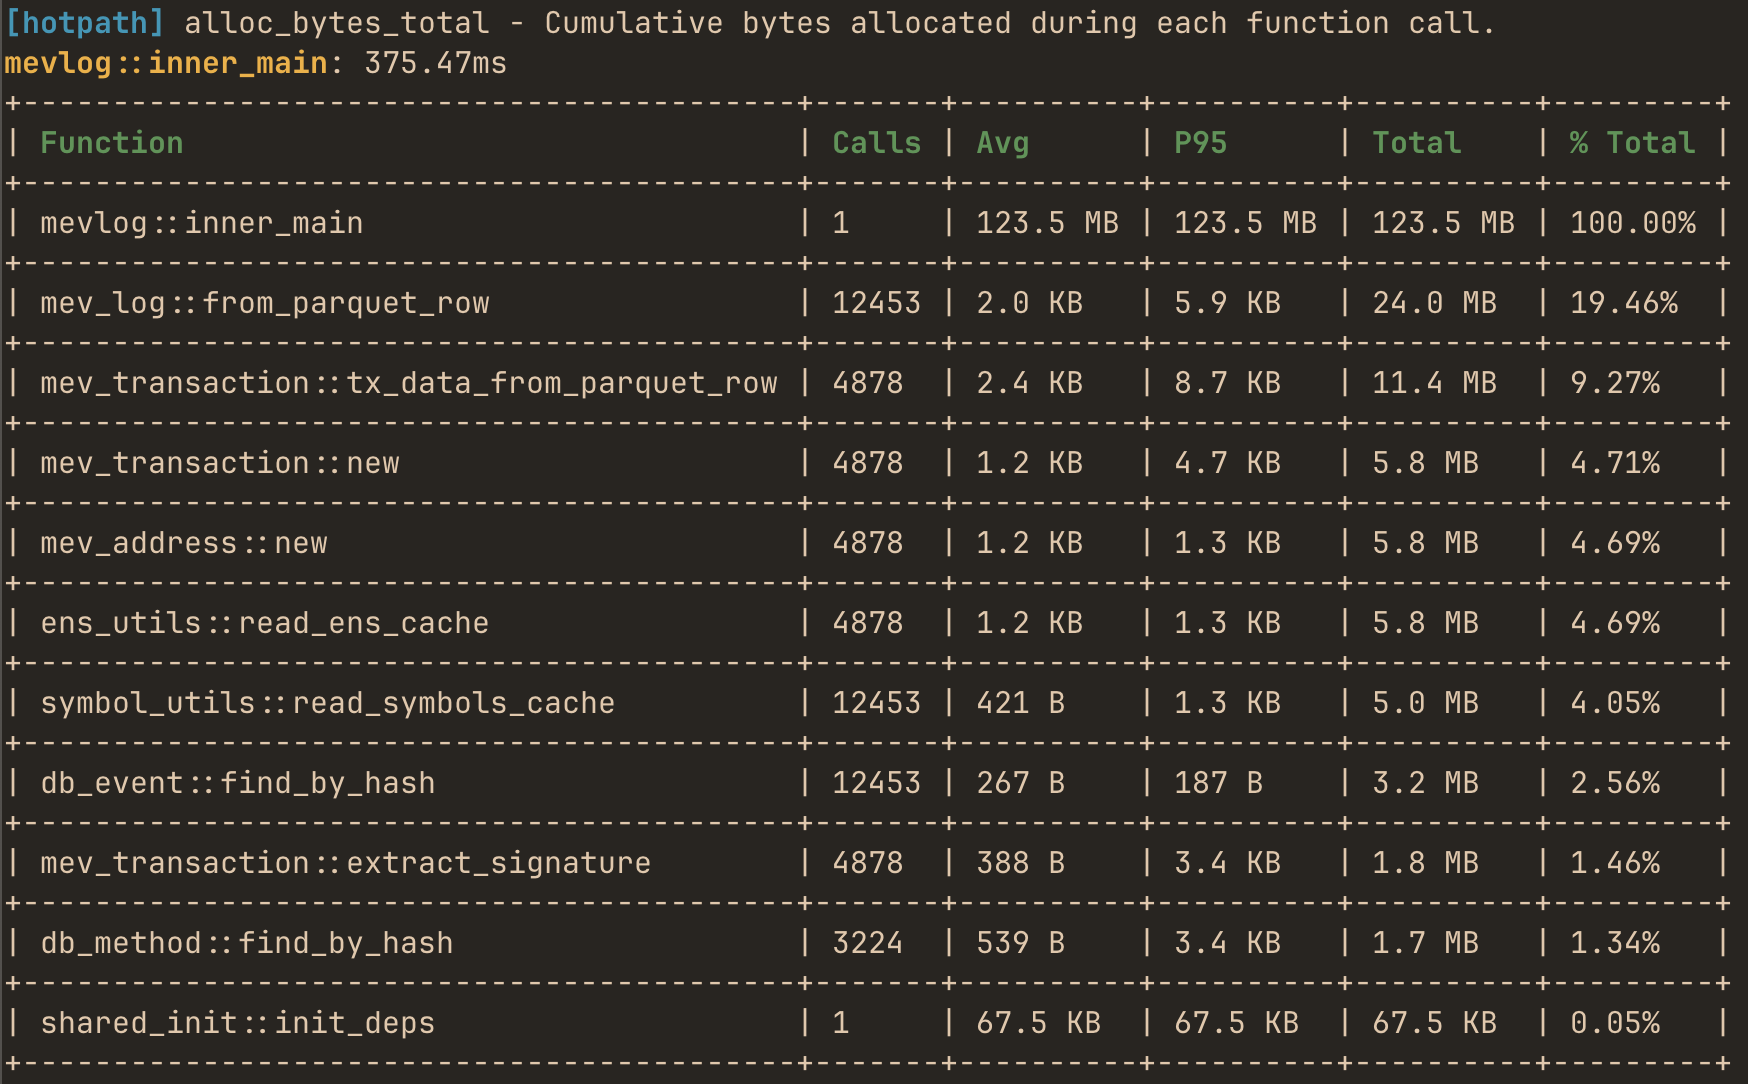 [hotpath] alloc_bytes_total - Cumulative bytes allocated during each function call.
mevlog::inner_main: 375.47ms
+-------------------------------------------+-------+----------+----------+----------+---------+
| Function                                  | Calls | Avg      | P95      | Total    | % Total |
+-------------------------------------------+-------+----------+----------+----------+---------+
| mevlog::inner_main                        | 1     | 123.5 MB | 123.5 MB | 123.5 MB | 100.00% |
+-------------------------------------------+-------+----------+----------+----------+---------+
| mev_log::from_parquet_row                 | 12453 | 2.0 KB   | 5.9 KB   | 24.0 MB  | 19.46%  |
+-------------------------------------------+-------+----------+----------+----------+---------+
| mev_transaction::tx_data_from_parquet_row | 4878  | 2.4 KB   | 8.7 KB   | 11.4 MB  | 9.27%   |
+-------------------------------------------+-------+----------+----------+----------+---------+
| mev_transaction::new                      | 4878  | 1.2 KB   | 4.7 KB   | 5.8 MB   | 4.71%   |
+-------------------------------------------+-------+----------+----------+----------+---------+
| mev_address::new                          | 4878  | 1.2 KB   | 1.3 KB   | 5.8 MB   | 4.69%   |
+-------------------------------------------+-------+----------+----------+----------+---------+
| ens_utils::read_ens_cache                 | 4878  | 1.2 KB   | 1.3 KB   | 5.8 MB   | 4.69%   |
+-------------------------------------------+-------+----------+----------+----------+---------+
| symbol_utils::read_symbols_cache          | 12453 | 421 B    | 1.3 KB   | 5.0 MB   | 4.05%   |
+-------------------------------------------+-------+----------+----------+----------+---------+
| db_event::find_by_hash                    | 12453 | 267 B    | 187 B    | 3.2 MB   | 2.56%   |
+-------------------------------------------+-------+----------+----------+----------+---------+
| mev_transaction::extract_signature        | 4878  | 388 B    | 3.4 KB   | 1.8 MB   | 1.46%   |
+-------------------------------------------+-------+----------+----------+----------+---------+
| db_method::find_by_hash                   | 3224  | 539 B    | 3.4 KB   | 1.7 MB   | 1.34%   |
+-------------------------------------------+-------+----------+----------+----------+---------+
| shared_init::init_deps                    | 1     | 67.5 KB  | 67.5 KB  | 67.5 KB  | 0.05%   |
+-------------------------------------------+-------+----------+----------+----------+---------+